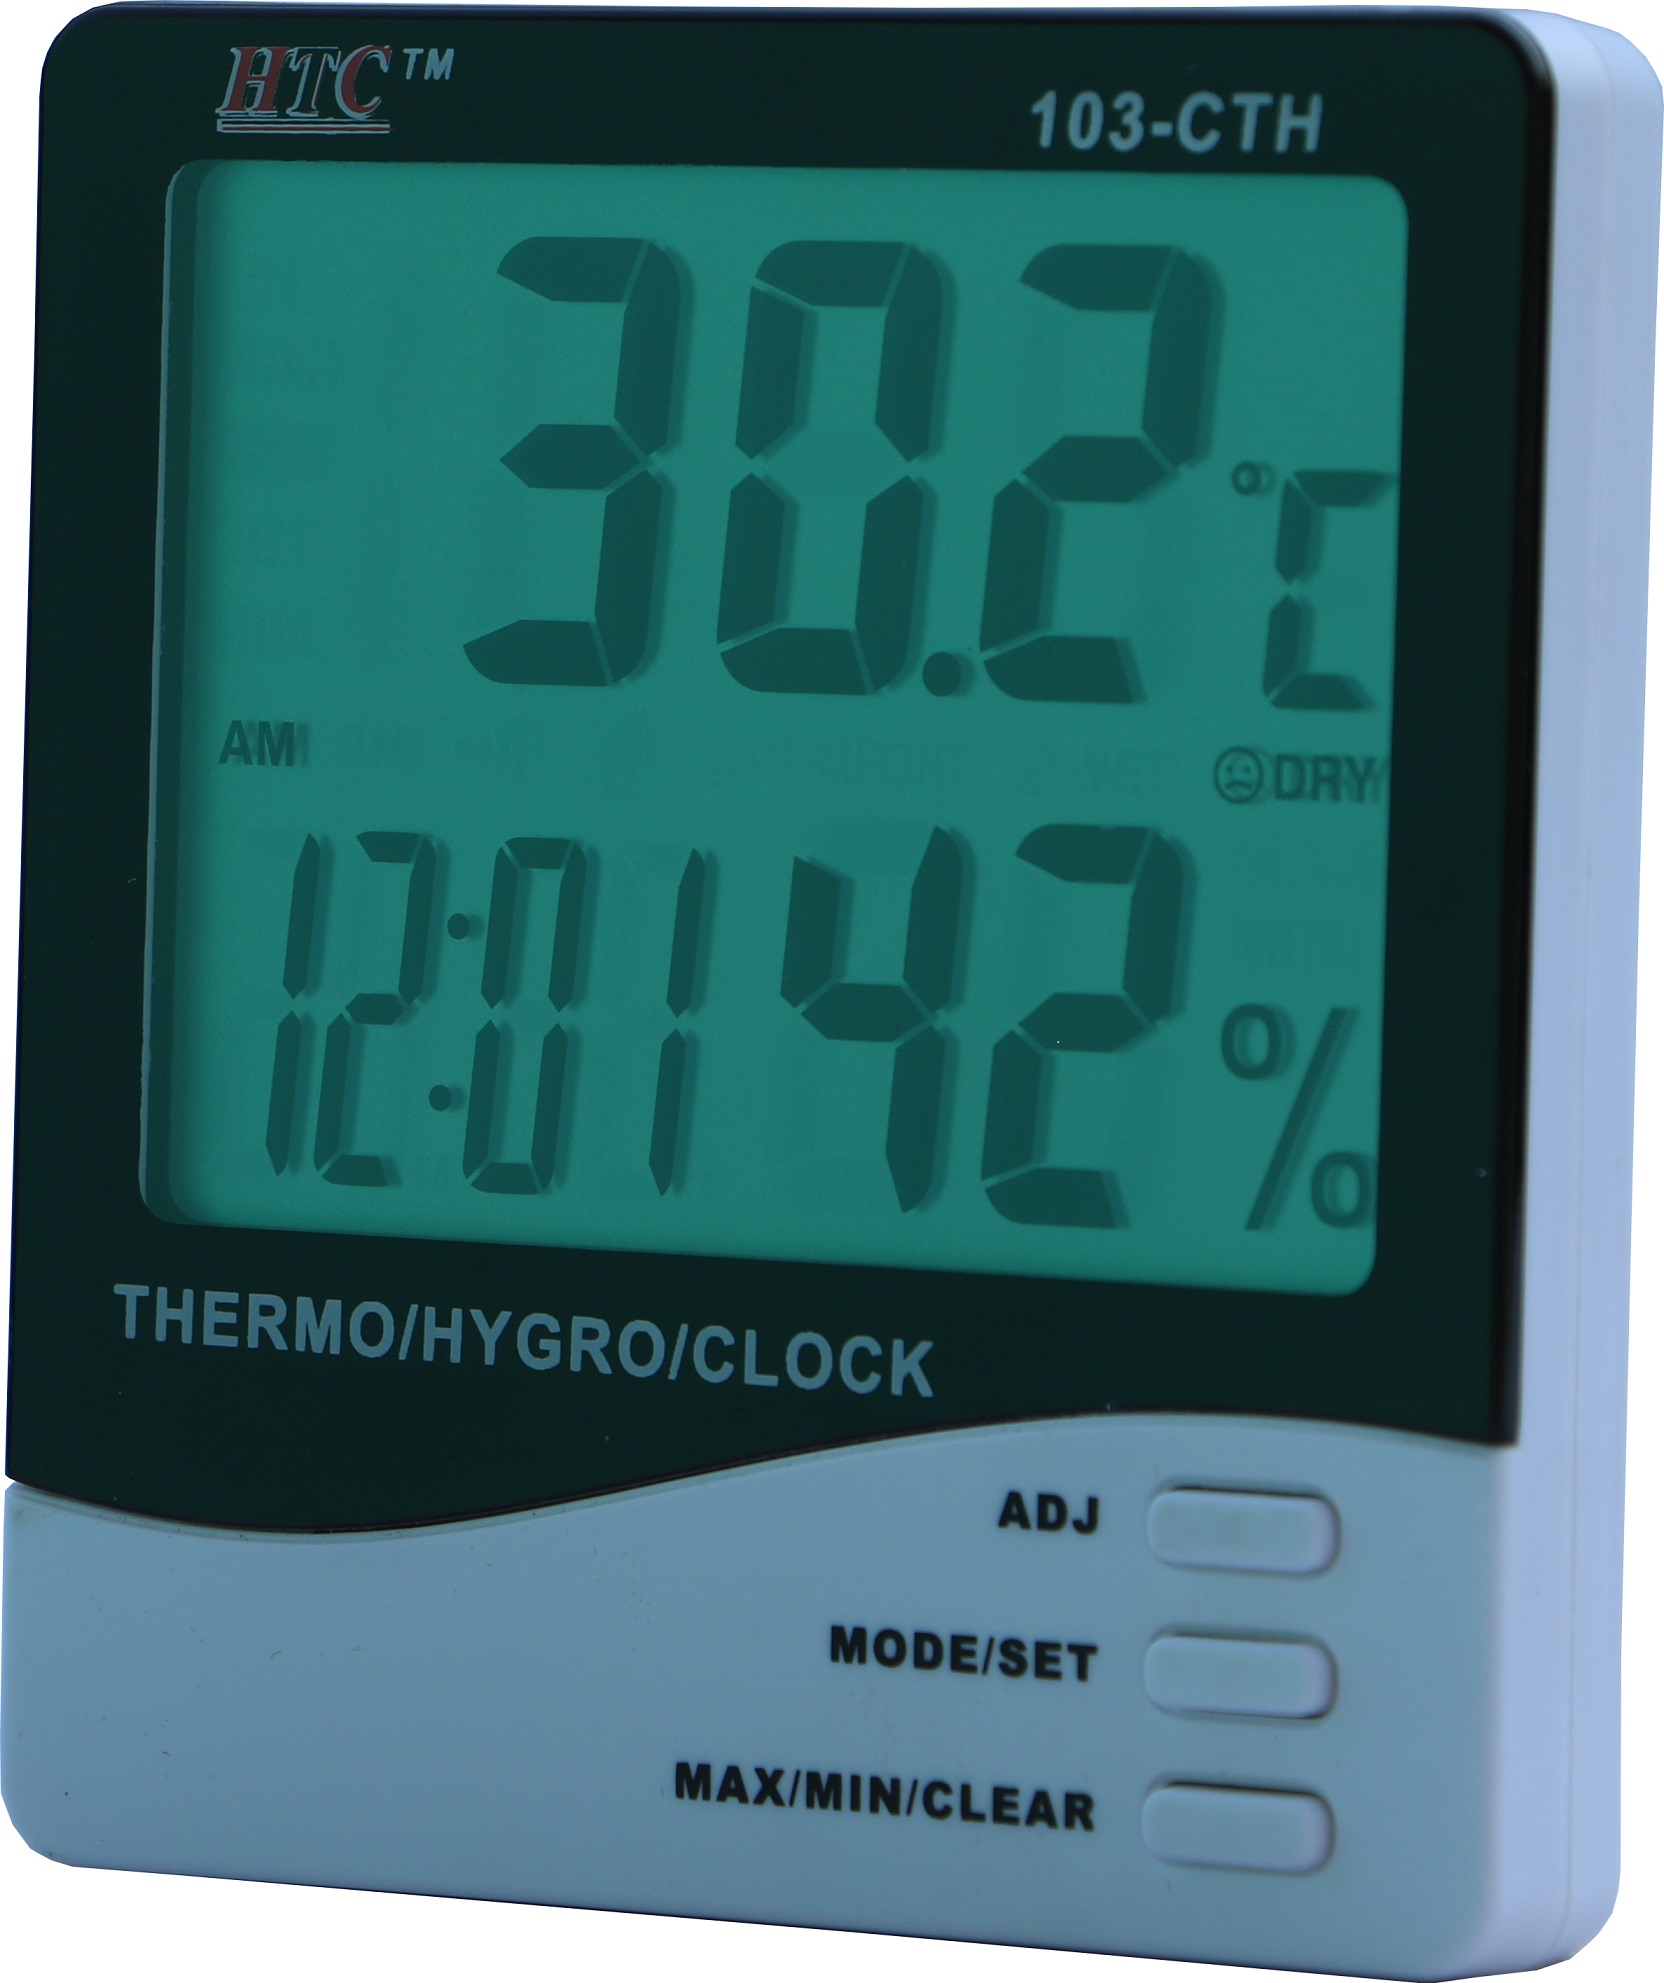 HTC™
103-CTH
30.2 °C
AM
DRY
12:01 42 %
THERMO/HYGRO/CLOCK
ADJ
MODE/SET
MAX/MIN/CLEAR